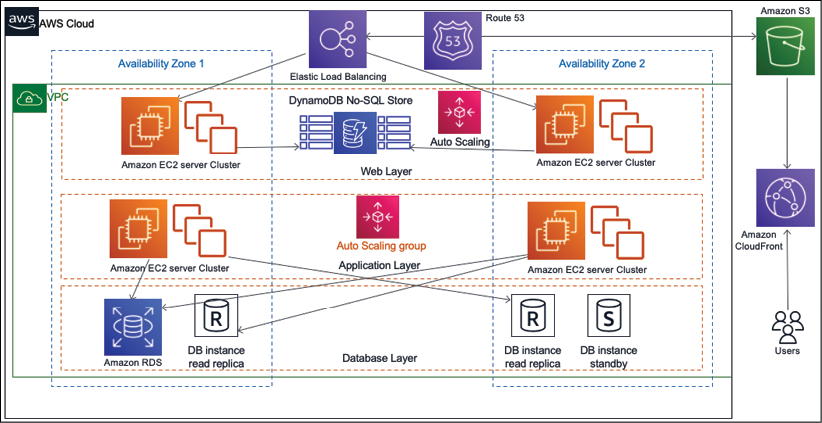 aws
AWS Cloud
Route 53
53
Amazon S3
Elastic Load Balancing
Availability Zone 1
Availability Zone 2
VPC
DynamoDB No-SQL Store
Auto Scaling
Amazon EC2 server Cluster
Amazon EC2 server Cluster
Web Layer
Auto Scaling group
Amazon EC2 server Cluster
Application Layer
Amazon EC2 server Cluster
Amazon
CloudFront
R
R
S
Amazon RDS
DB instance
read replica
Database Layer
DB instance
read replica
DB instance
standby
Users